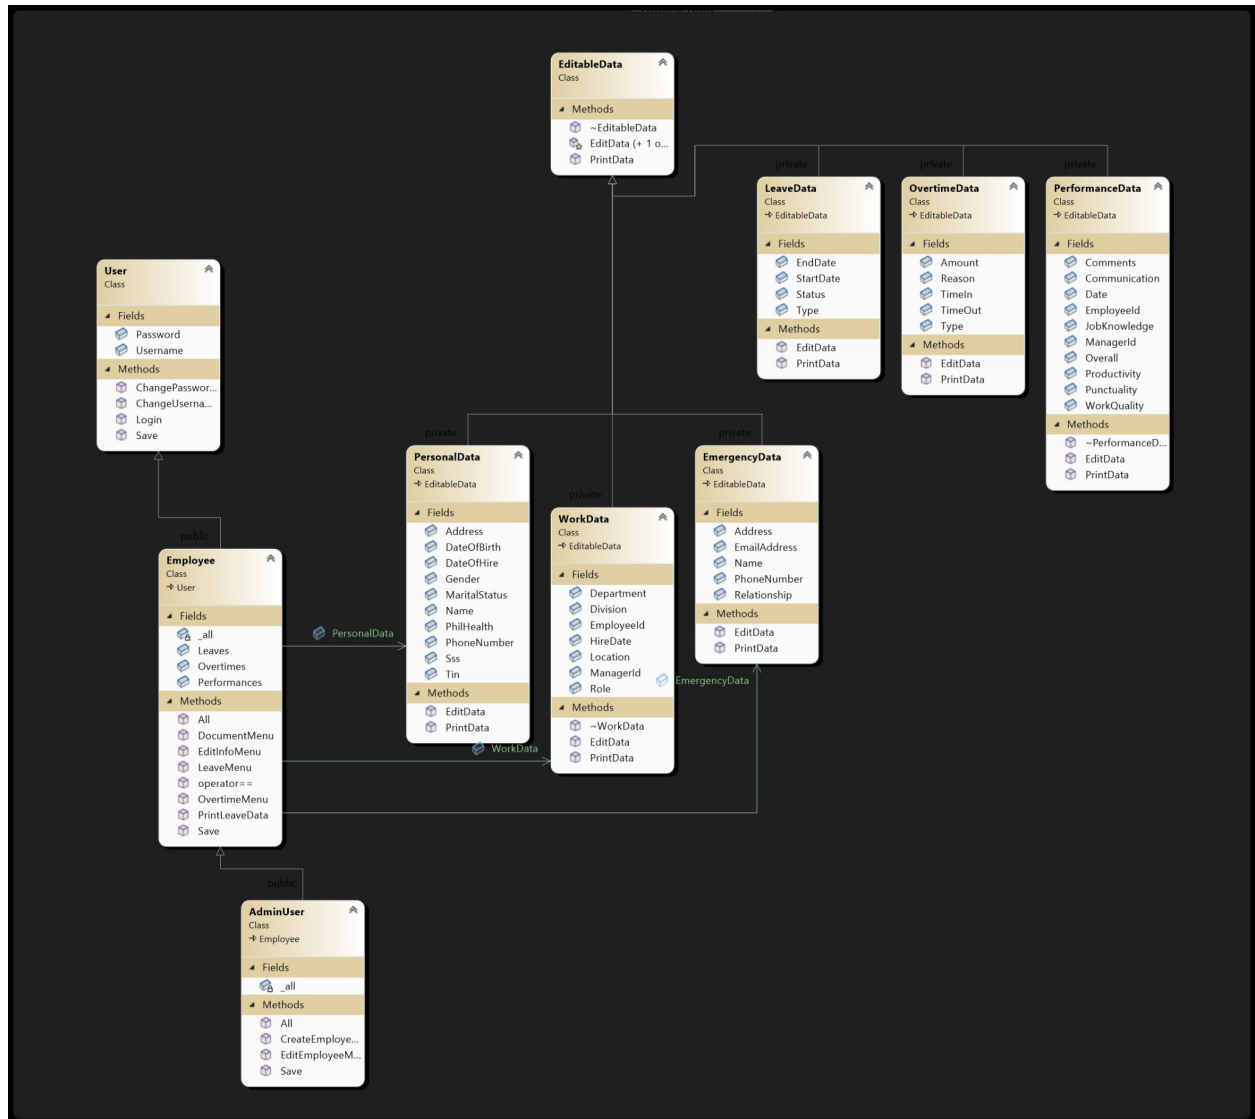 EditableData
Class
Methods
~EditableData
EditData (+ 1 o...
PrintData
private
private
private
LeaveData
Class
EditableData
Fields
EndDate
StartDate
Status
Type
Methods
EditData
PrintData
OvertimeData
Class
EditableData
Fields
Amount
Reason
TimeIn
TimeOut
Type
Methods
EditData
PrintData
PerformanceData
Class
EditableData
Fields
Comments
Communication
Date
EmployeeId
JobKnowledge
ManagerId
Overall
Productivity
Punctuality
WorkQuality
Methods
~PerformanceD...
EditData
PrintData
User
Class
Fields
Password
Username
Methods
ChangePasswor...
ChangeUserna...
Login
Save
private
PersonalData
Class
EditableData
Fields
Address
DateOfBirth
DateOfHire
Gender
MaritalStatus
Name
PhilHealth
PhoneNumber
Sss
Tin
Methods
EditData
PrintData
private
WorkData
Class
EditableData
Fields
Department
Division
EmployeeId
HireDate
Location
ManagerId
Role
Methods
~WorkData
EditData
PrintData
private
EmergencyData
Class
EditableData
Fields
Address
EmailAddress
Name
PhoneNumber
Relationship
Methods
EditData
PrintData
public
Employee
Class
User
Fields
_all
Leaves
Overtimes
Performances
Methods
All
DocumentMenu
EditInfoMenu
LeaveMenu
operator==
OvertimeMenu
PrintLeaveData
Save
PersonalData
WorkData
EmergencyData
public
AdminUser
Class
Employee
Fields
_all
Methods
All
CreateEmploye...
EditEmployeeM...
Save